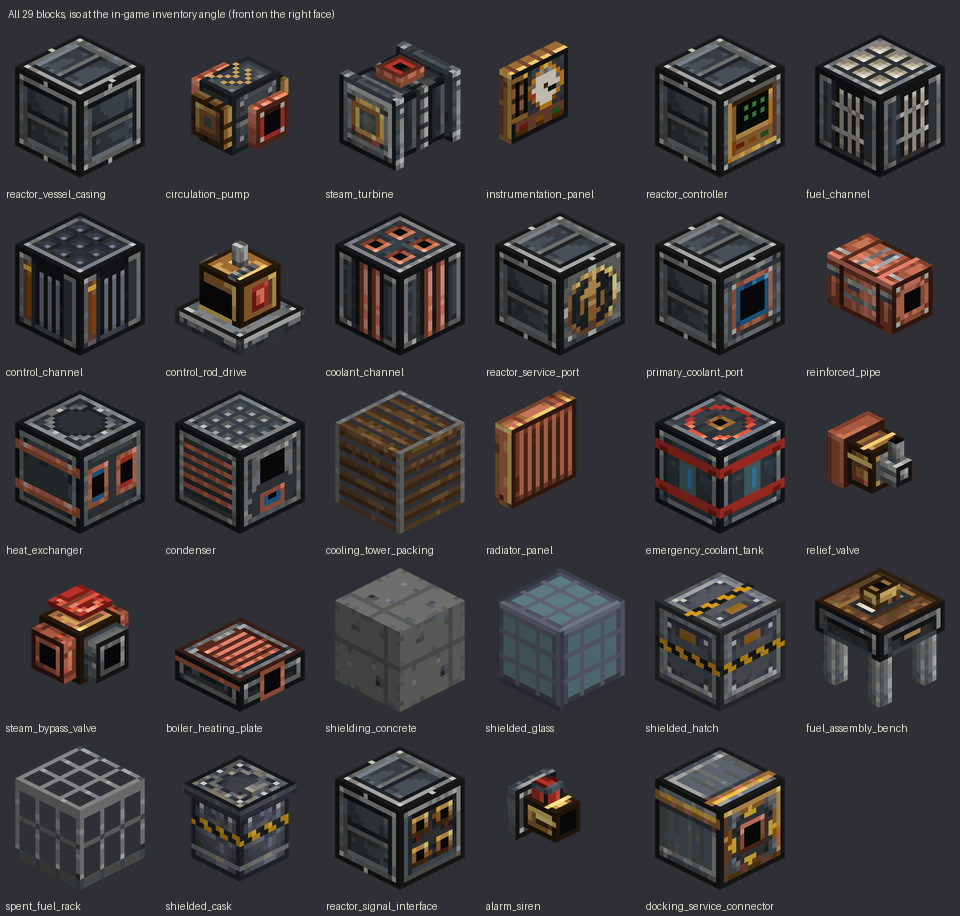 All 29 blocks, iso at the in-game inventory angle (front on the right face)
reactor_vessel_casing circulation_pump steam_turbine instrumentation_panel reactor_controller fuel_channel
control_channel control_rod_drive coolant_channel reactor_service_port primary_coolant_port reinforced_pipe
heat_exchanger condenser cooling_tower_packing radiator_panel emergency_coolant_tank relief_valve
steam_bypass_valve boiler_heating_plate shielding_concrete shielded_glass shielded_hatch fuel_assembly_bench
spent_fuel_rack shielded_cask reactor_signal_interface alarm_siren docking_service_connector